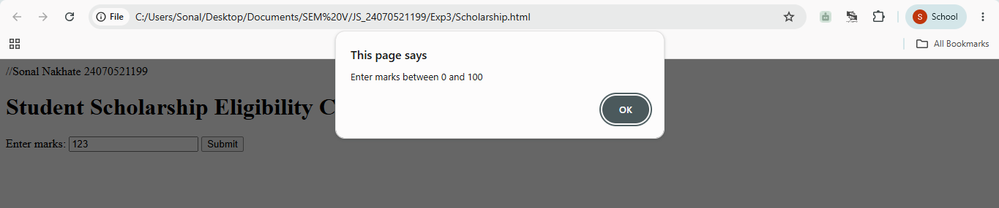 File C:/Users/Sonal/Desktop/Documents/SEM%20V/JS_24070521199/Exp3/Scholarship.html S School
All Bookmarks
This page says
Enter marks between 0 and 100
OK
//Sonal Nakhate 24070521199
Student Scholarship Eligibility C
Enter marks: 123 Submit